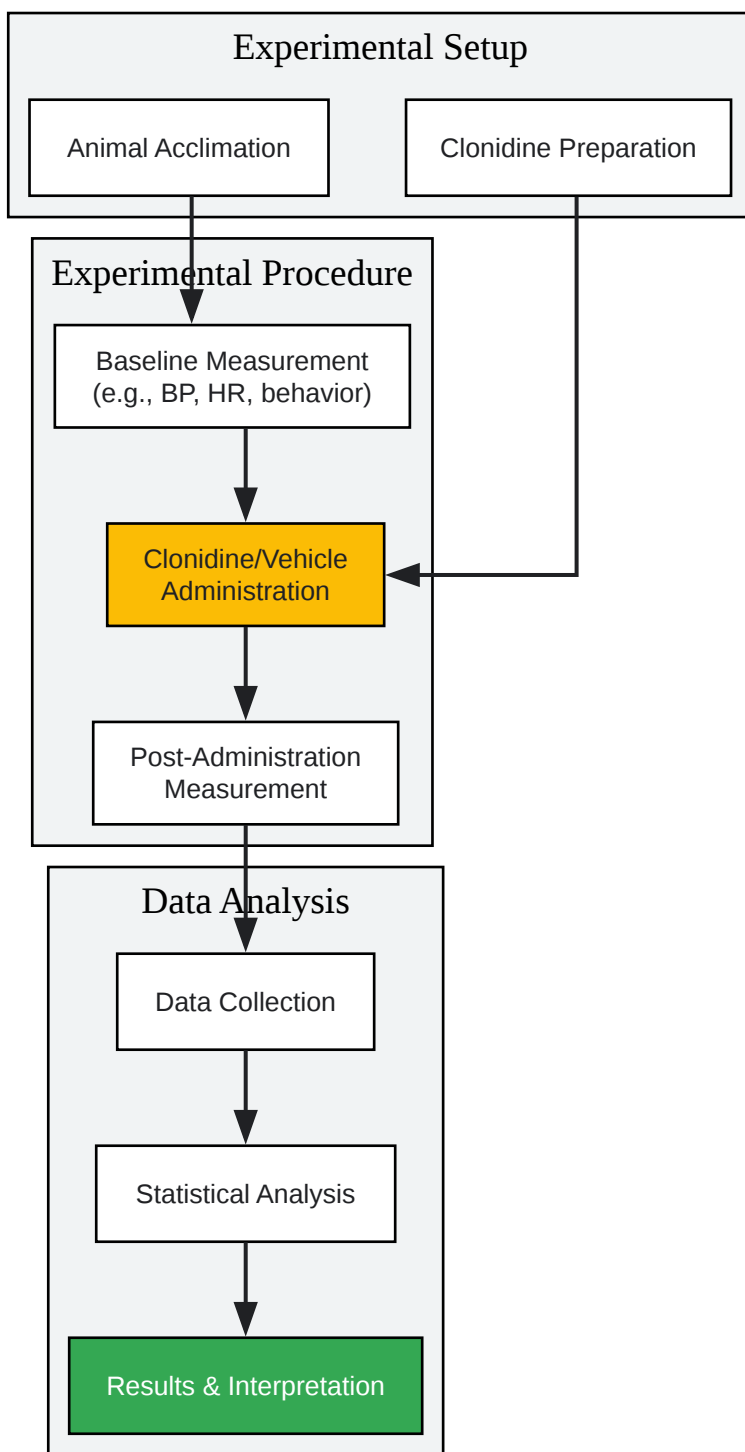 Experimental Setup
Animal Acclimation
Clonidine Preparation
Experimental Procedure
Baseline Measurement
(e.g., BP, HR, behavior)
Clonidine/Vehicle
Administration
Post-Administration
Measurement
Data Analysis
Data Collection
Statistical Analysis
Results & Interpretation